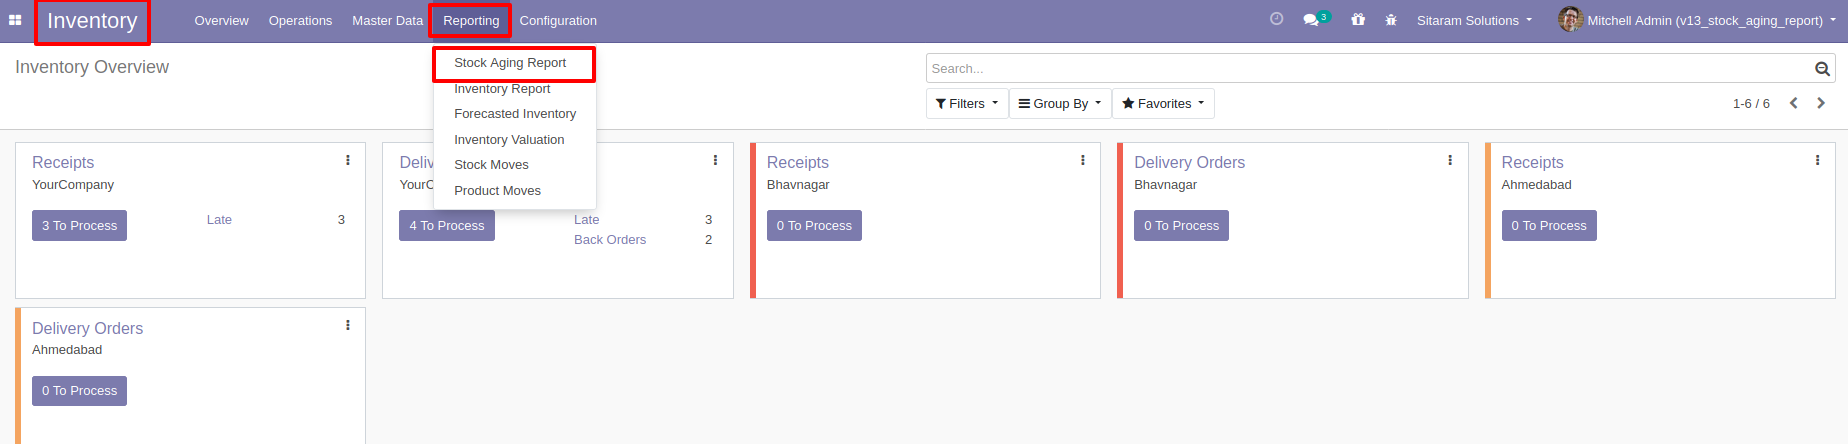 Inventory Overview Operations Master Data Reporting Configuration 3 Sitaram Solutions Mitchell Admin (v13_stock_aging_report)
Inventory Overview
Search...
Filters Group By Favorites 1-6 / 6
Stock Aging Report
Inventory Report
Forecasted Inventory
Inventory Valuation
Stock Moves
Product Moves
Receipts
YourCompany
3 To Process Late 3
Deliv
YourC
4 To Process Late 3
Back Orders 2
Receipts
Bhavnagar
0 To Process
Delivery Orders
Bhavnagar
0 To Process
Receipts
Ahmedabad
0 To Process
Delivery Orders
Ahmedabad
0 To Process